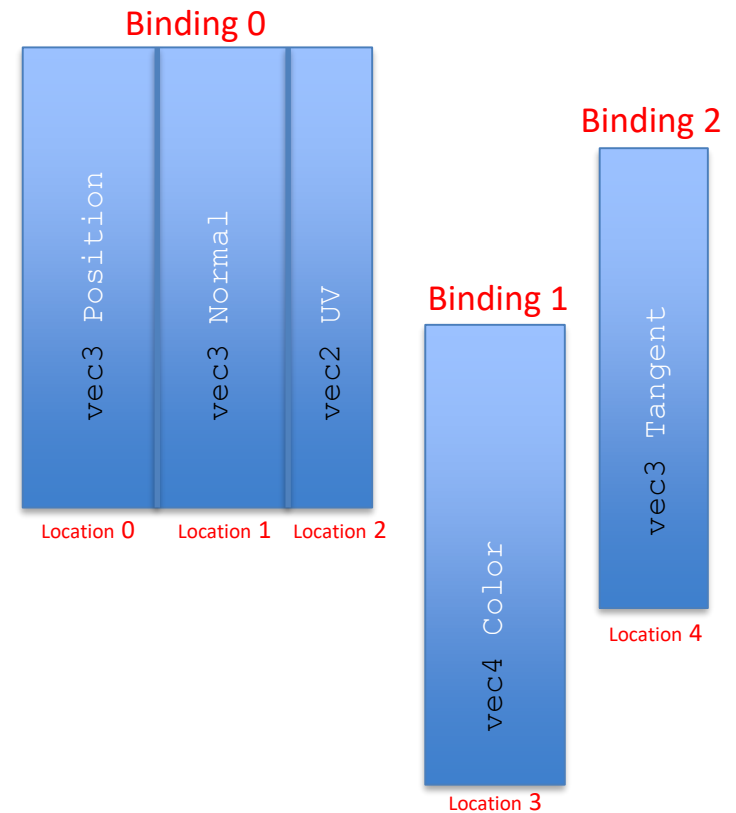 Binding 0
vec3 Position
vec3 Normal
vec2 UV
Location 0
Location 1
Location 2
Binding 1
vec4 Color
Location 3
Binding 2
vec3 Tangent
Location 4